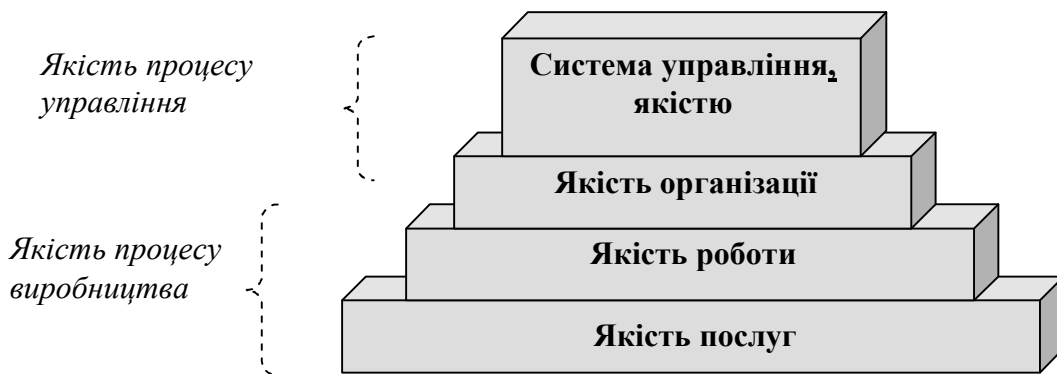 Якість процесу
управління
Система управління,
якістю
Якість організації
Якість процесу
виробництва
Якість роботи
Якість послуг